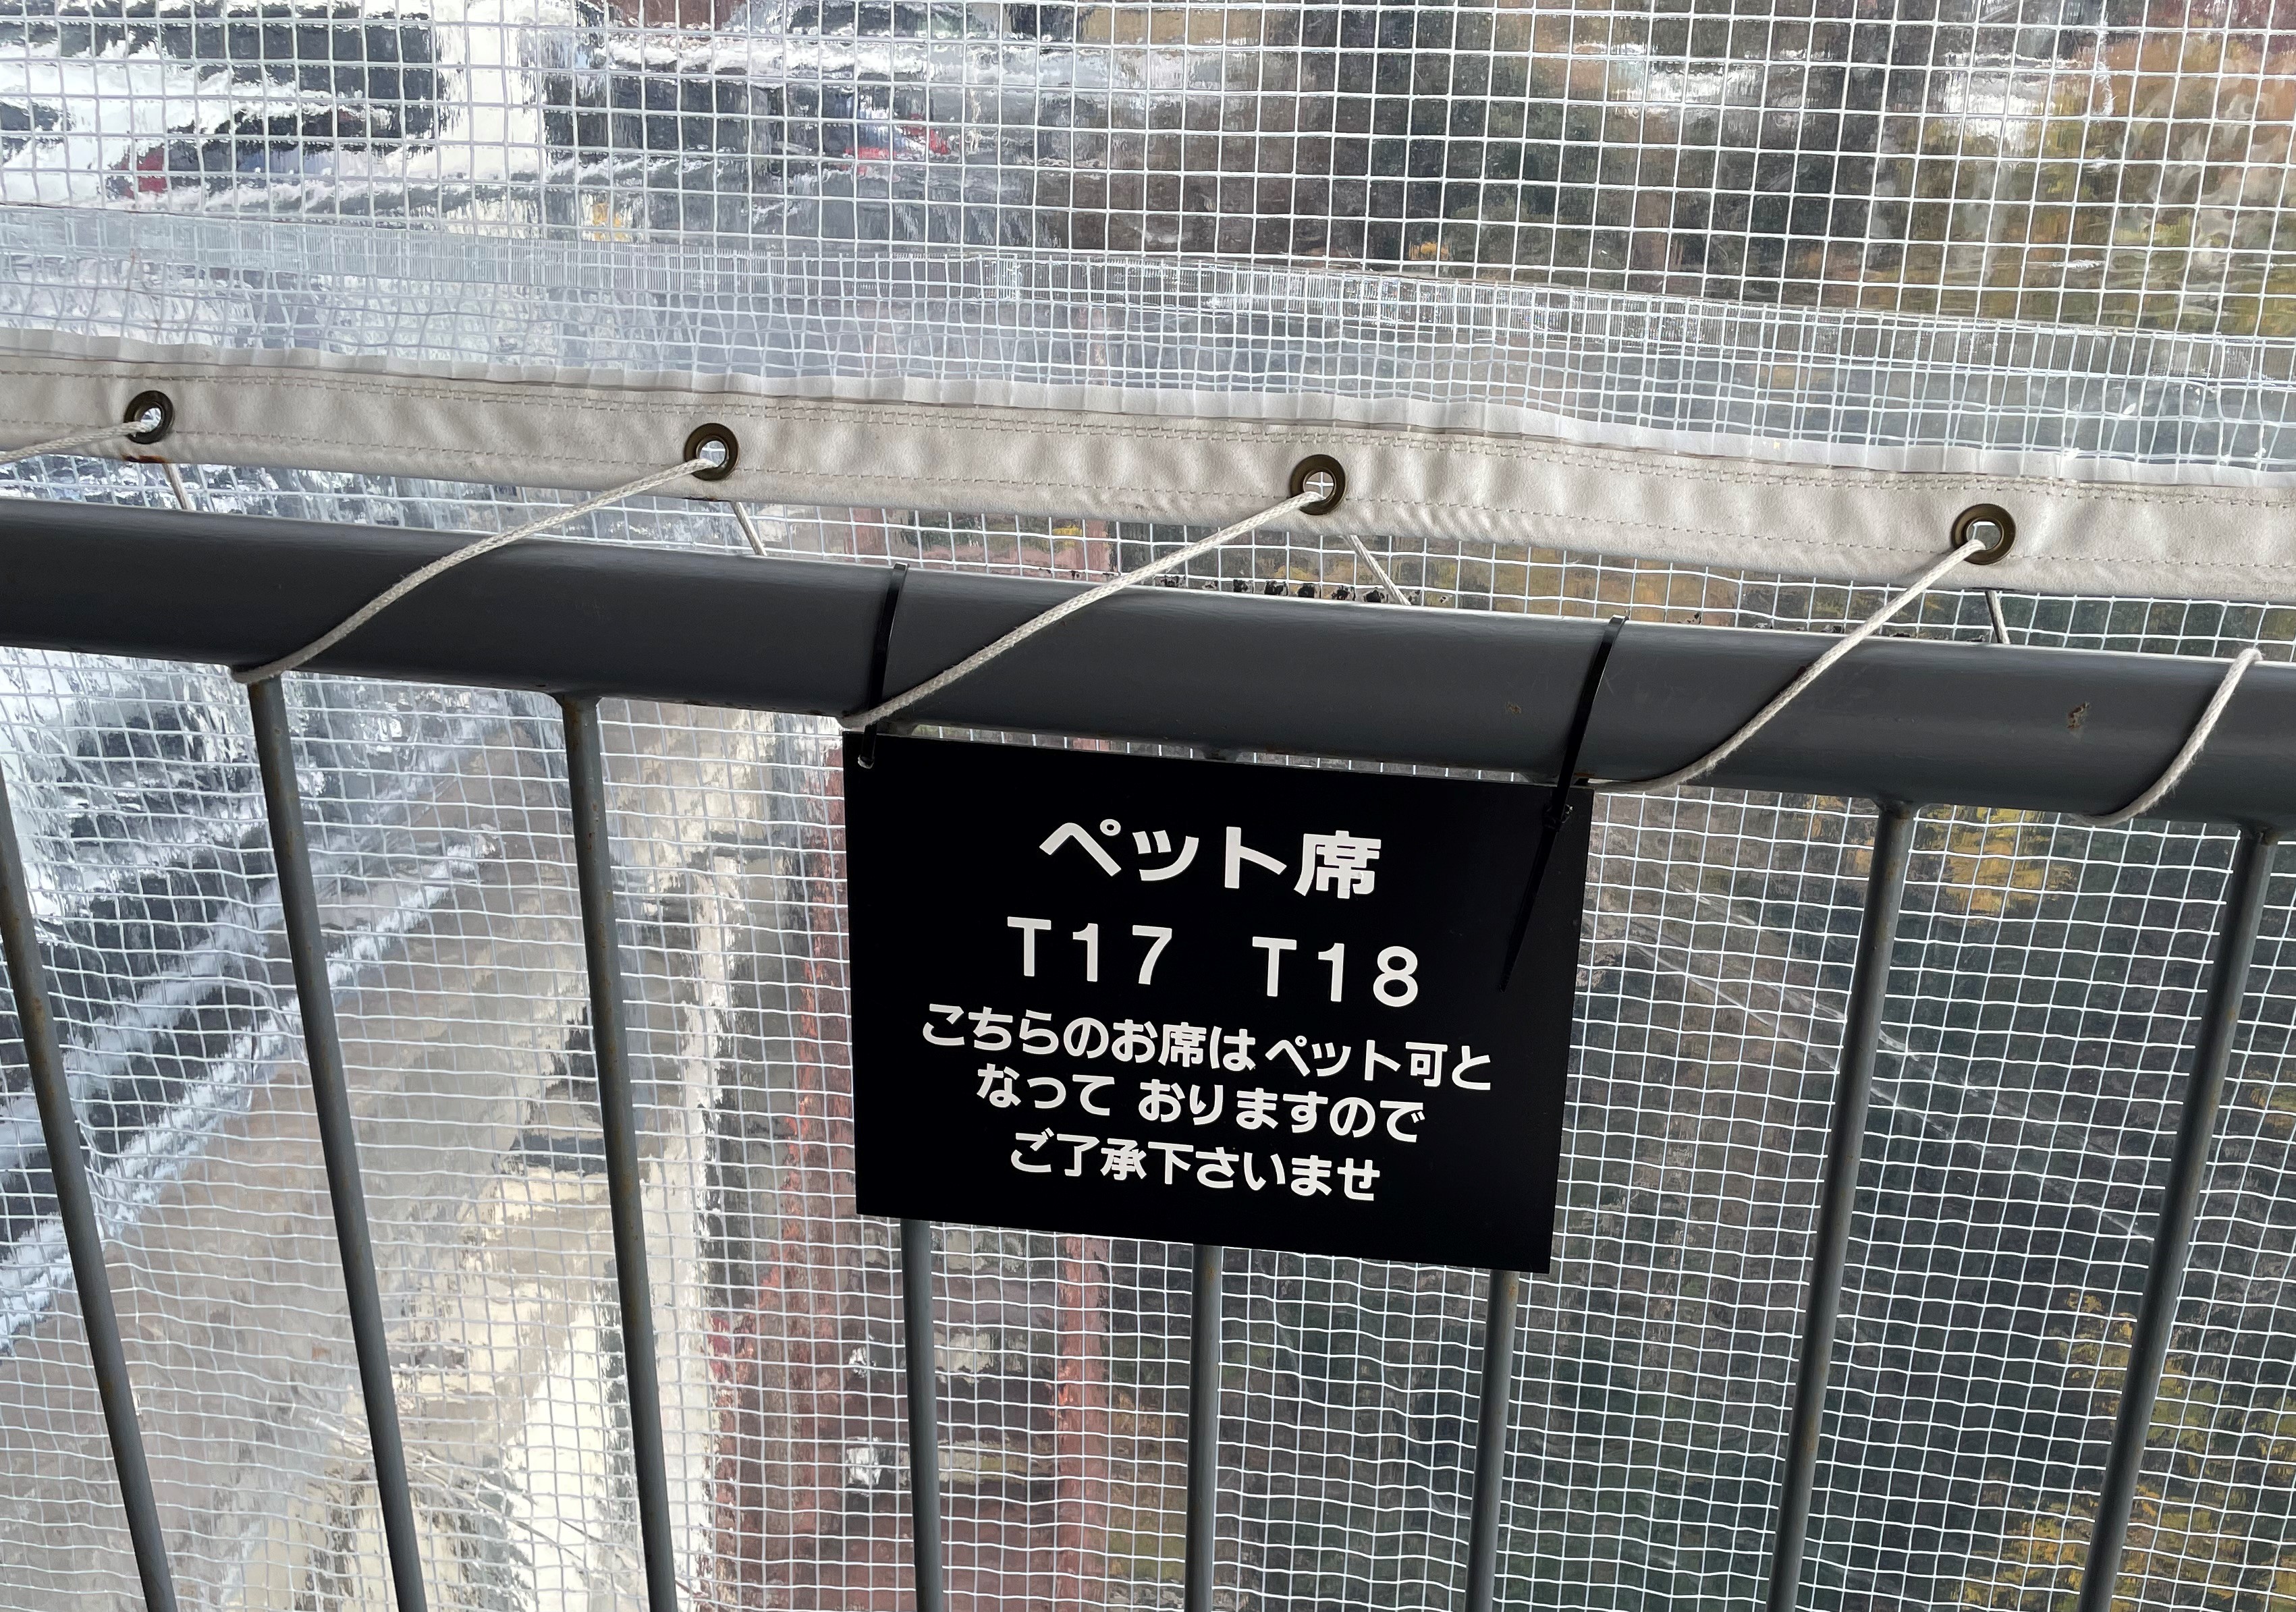 ペット席
T17 T18
こちらのお席は ペット可と
なって おりますので
ご了承下さいませ